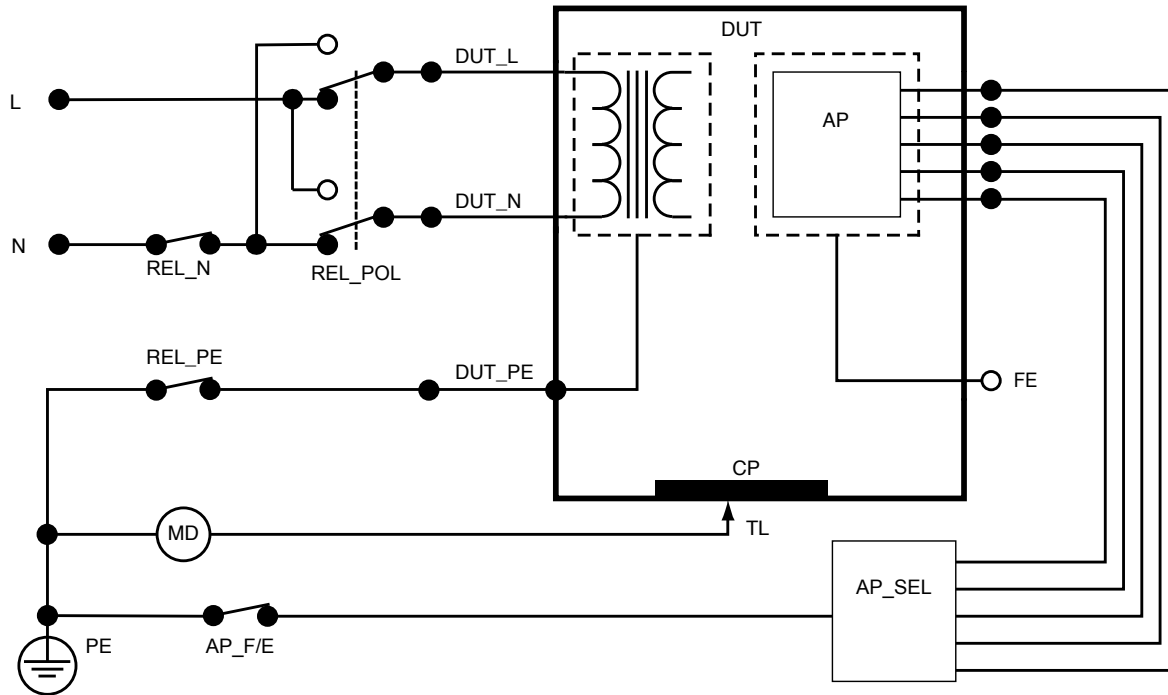 DUT
DUT_L
L
AP
DUT_N
N
REL_N
REL_POL
REL_PE
DUT_PE
FE
CP
MD
TL
AP_SEL
PE
AP_F/E